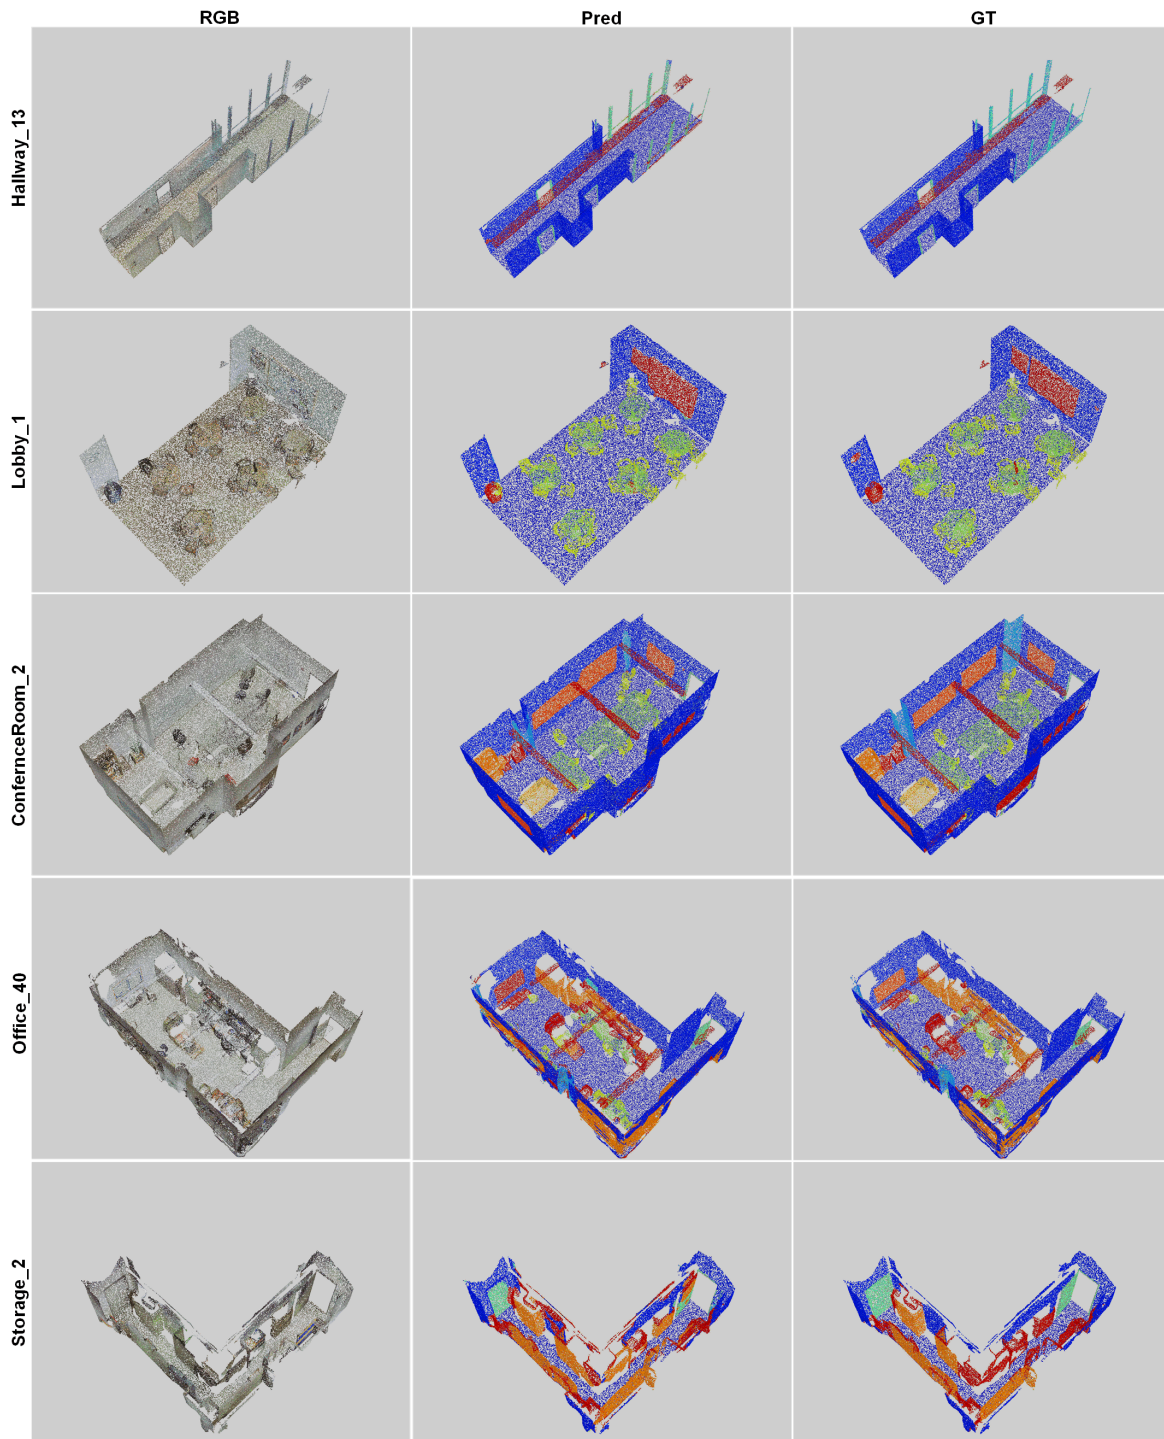 RGB Pred GT
Hallway_13
Lobby_1
ConfernceRoom_2
Office_40
Storage_2